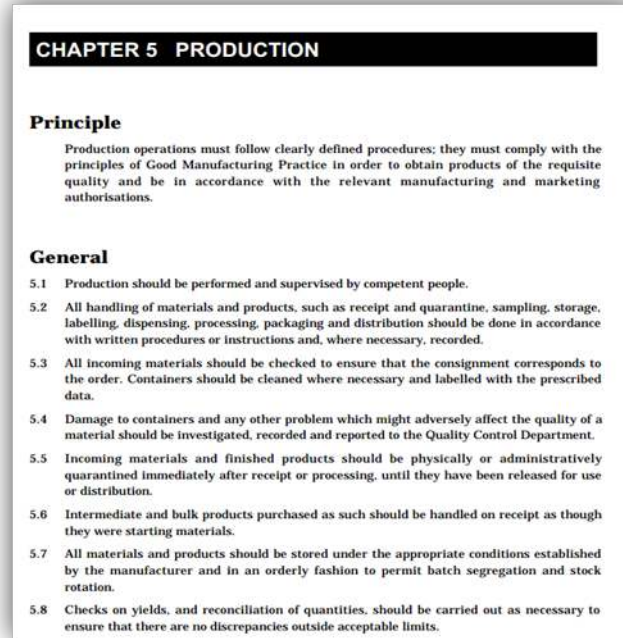 CHAPTER 5 PRODUCTION
Principle
Production operations must follow clearly defined procedures; they must comply with the
principles of Good Manufacturing Practice in order to obtain products of the requisite
quality and be in accordance with the relevant manufacturing and marketing
authorisations.
General
5.1 Production should be performed and supervised by competent people.
5.2 All handling of materials and products, such as receipt and quarantine, sampling, storage,
labelling, dispensing, processing, packaging and distribution should be done in accordance
with written procedures or instructions and, where necessary, recorded.
5.3 All incoming materials should be checked to ensure that the consignment corresponds to
the order. Containers should be cleaned where necessary and labelled with the prescribed
data.
5.4 Damage to containers and any other problem which might adversely affect the quality of a
material should be investigated, recorded and reported to the Quality Control Department.
5.5 Incoming materials and finished products should be physically or administratively
quarantined immediately after receipt or processing, until they have been released for use
or distribution.
5.6 Intermediate and bulk products purchased as such should be handled on receipt as though
they were starting materials.
5.7 All materials and products should be stored under the appropriate conditions established
by the manufacturer and in an orderly fashion to permit batch segregation and stock
rotation.
5.8 Checks on yields, and reconciliation of quantities, should be carried out as necessary to
ensure that there are no discrepancies outside acceptable limits.